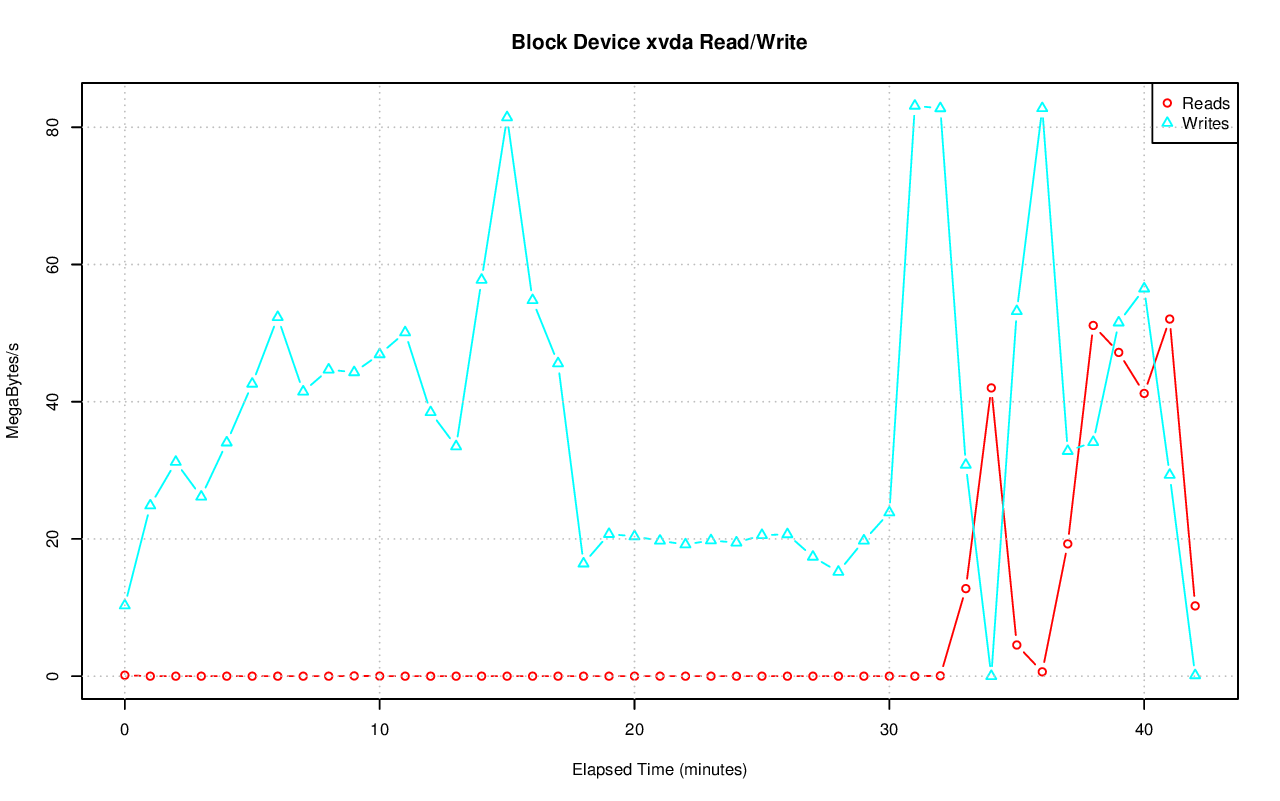 Block Device xvda Read/Write
Reads
Writes
MegaBytes/s
80
60
40
20
0
0 10 20 30 40
Elapsed Time (minutes)